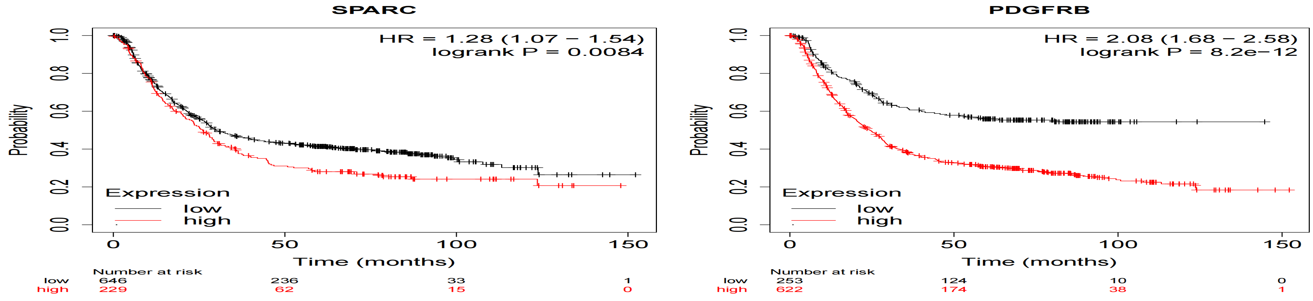 SPARC
HR = 1.28 (1.07 − 1.54)
logrank P = 0.0084
Probability
1.0
0.8
0.6
0.4
0.2
0.0
Expression
low
high
0 50 100 150
Time (months)
Number at risk
low 646 236 33 1
high 229 62 15 0
PDGFRB
HR = 2.08 (1.68 − 2.58)
logrank P = 8.2e−12
Probability
1.0
0.8
0.6
0.4
0.2
0.0
Expression
low
high
0 50 100 150
Time (months)
Number at risk
low 253 124 10 0
high 622 174 38 1